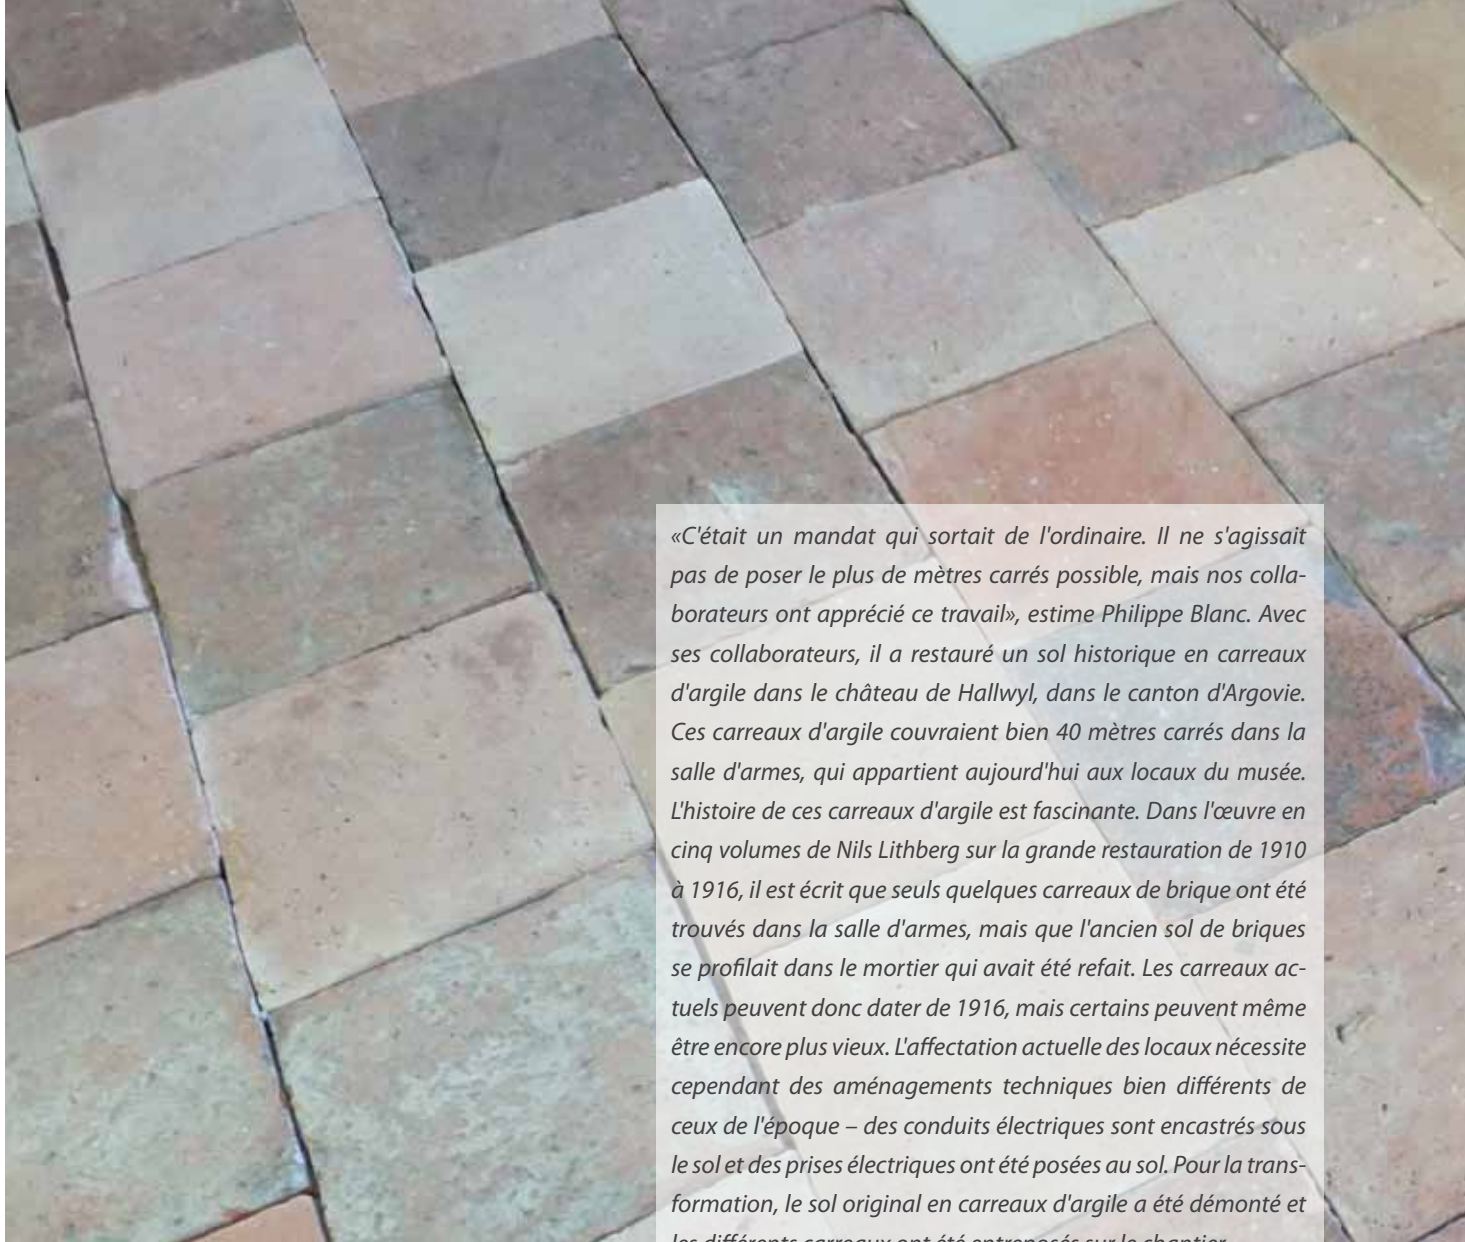 «C'était un mandat qui sortait de l'ordinaire. Il ne s'agissait
pas de poser le plus de mètres carrés possible, mais nos colla-
borateurs ont apprécié ce travail», estime Philippe Blanc. Avec
ses collaborateurs, il a restauré un sol historique en carreaux
d'argile dans le château de Hallwyl, dans le canton d'Argovie.
Ces carreaux d'argile couvraient bien 40 mètres carrés dans la
salle d'armes, qui appartient aujourd'hui aux locaux du musée.
L'histoire de ces carreaux d'argile est fascinante. Dans l'œuvre en
cinq volumes de Nils Lithberg sur la grande restauration de 1910
à 1916, il est écrit que seuls quelques carreaux de brique ont été
trouvés dans la salle d'armes, mais que l'ancien sol de briques
se profilait dans le mortier qui avait été refait. Les carreaux ac-
tuels peuvent donc dater de 1916, mais certains peuvent même
être encore plus vieux. L'affectation actuelle des locaux nécessite
cependant des aménagements techniques bien différents de
ceux de l'époque – des conduits électriques sont encastrés sous
le sol et des prises électriques ont été posées au sol. Pour la trans-
formation, le sol original en carreaux d'argile a été démonté et
les différents carreaux ont été entreposés sur le chantier.